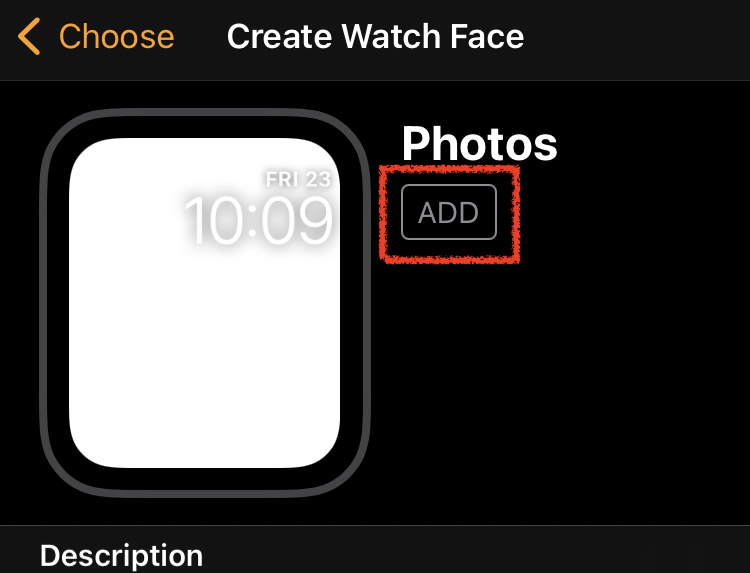 Choose
Create Watch Face
Photos
FRI 23
10:09
ADD
Description